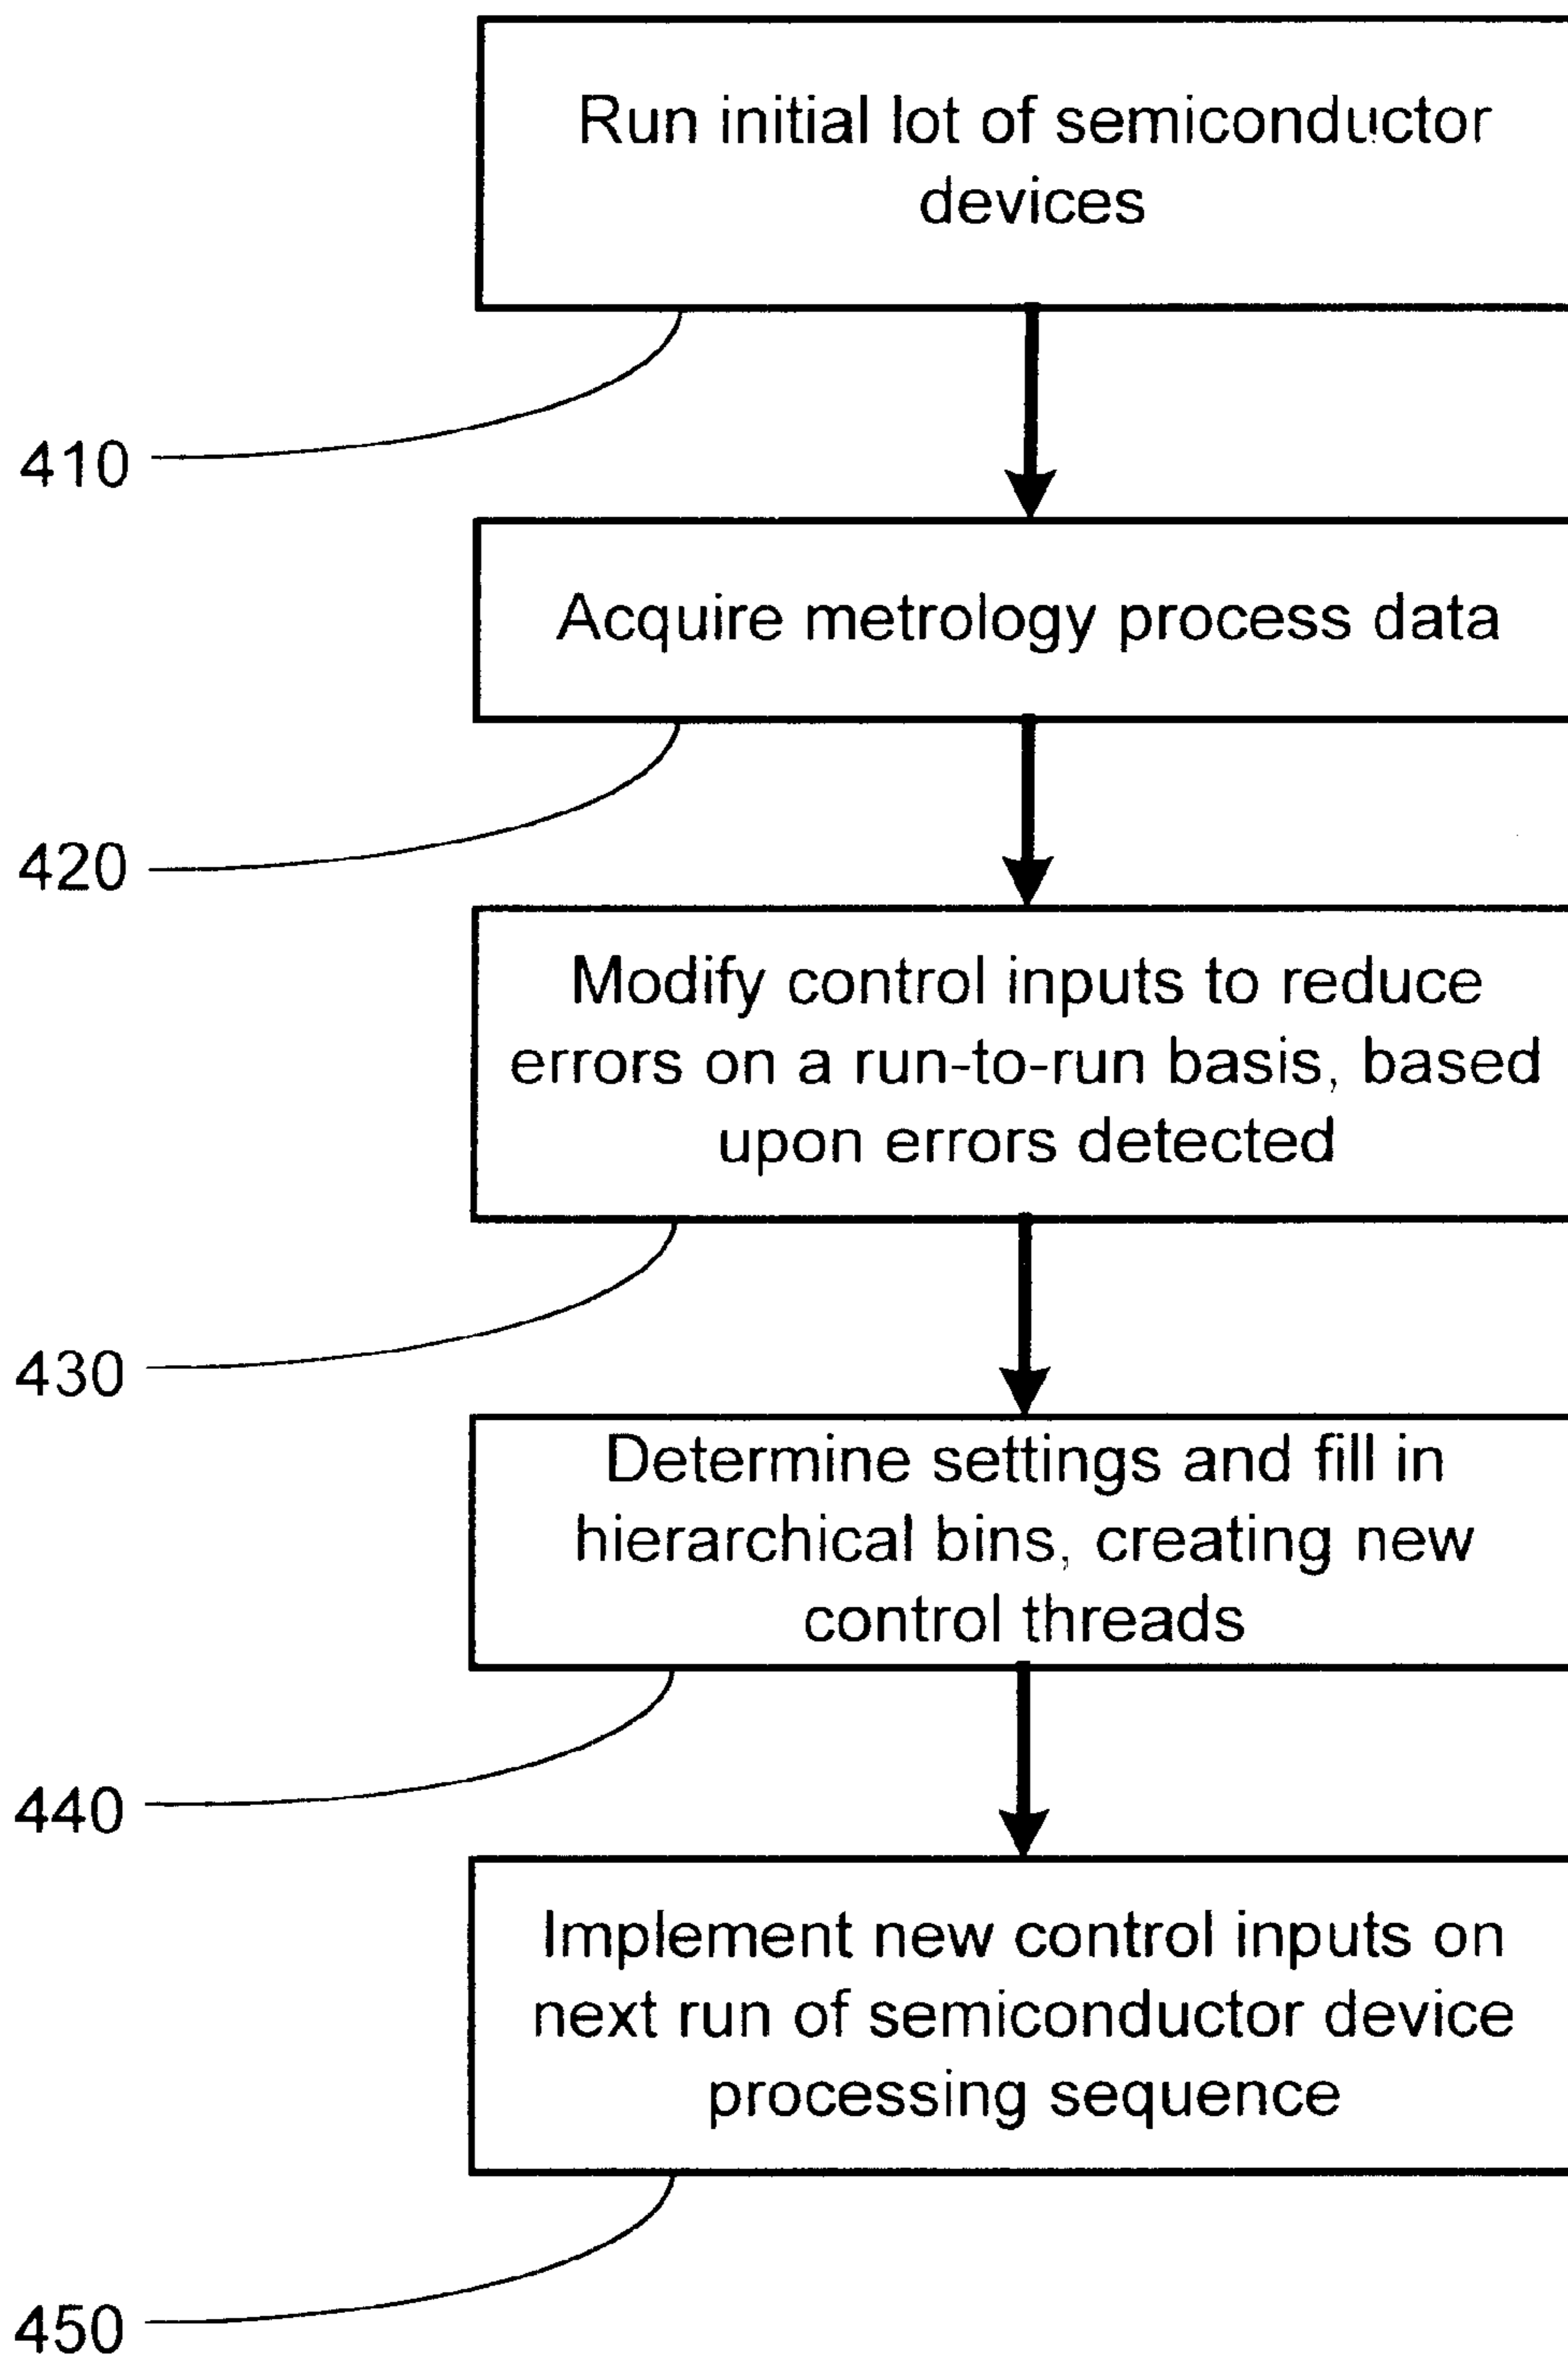 Run initial lot of semiconductor
devices
410
Acquire metrology process data
420
Modify control inputs to reduce
errors on a run-to-run basis, based
upon errors detected
430
Determine settings and fill in
hierarchical bins, creating new
control threads
440
Implement new control inputs on
next run of semiconductor device
processing sequence
450